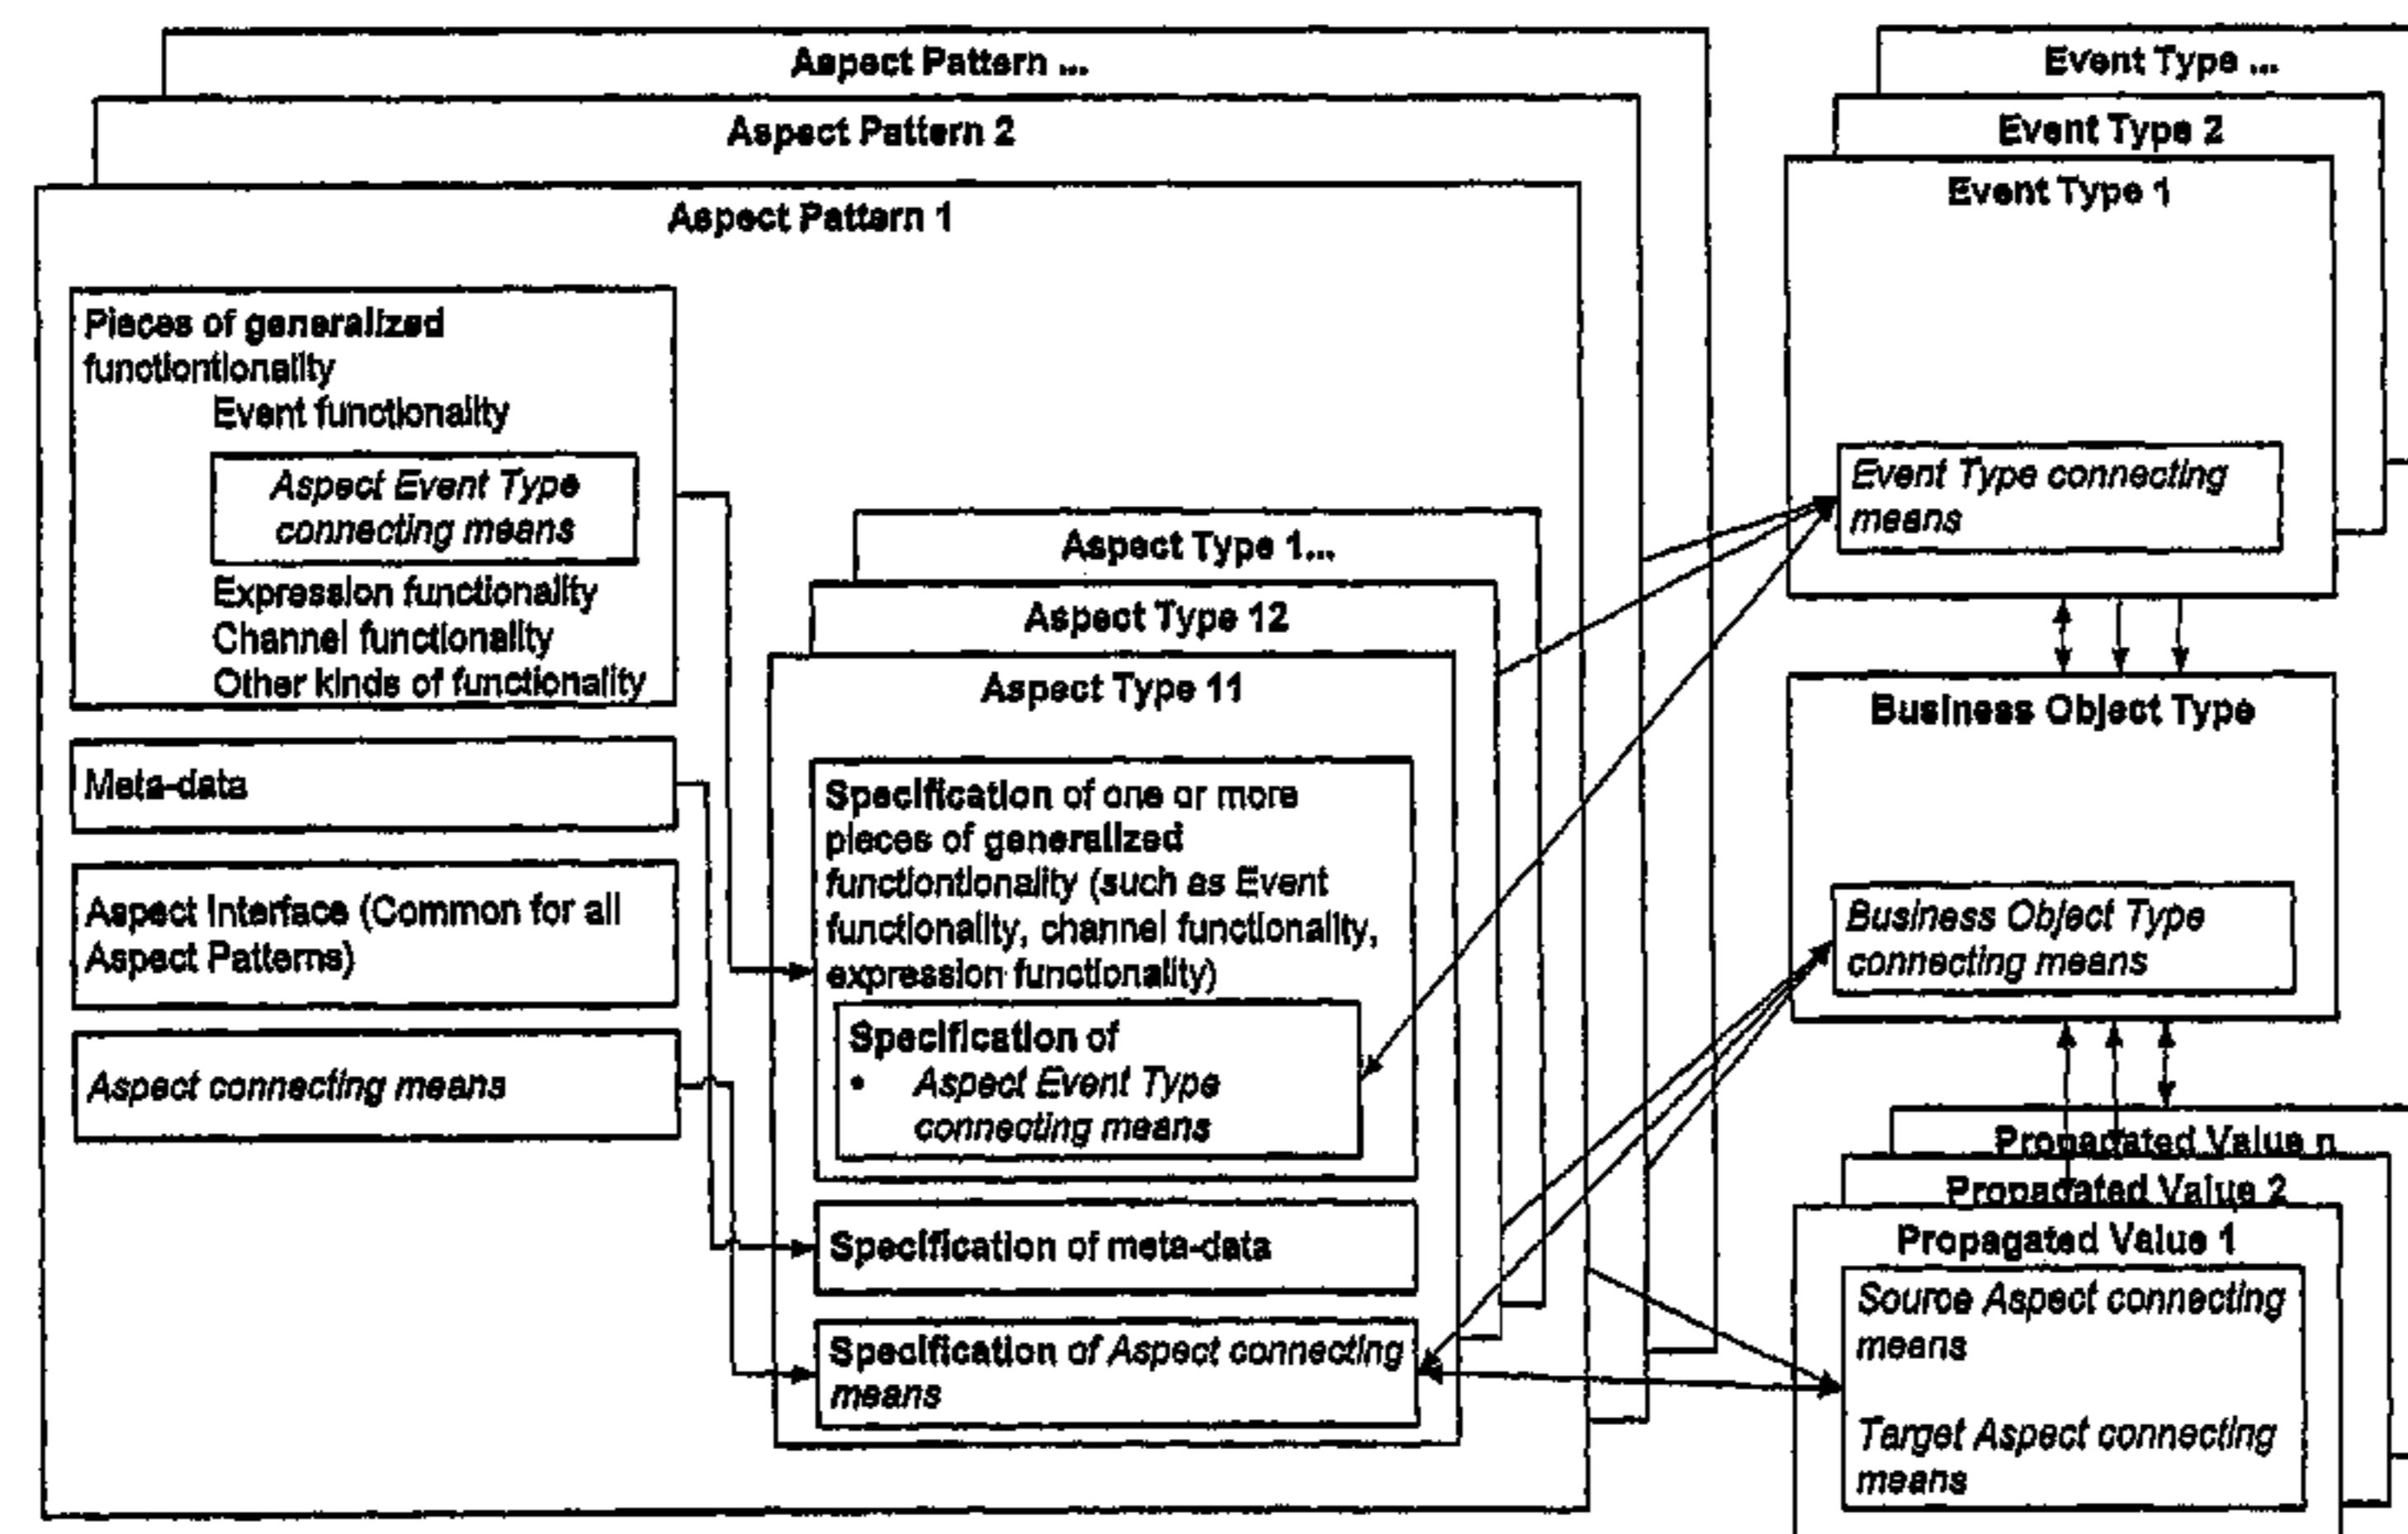 Aspect Pattern ...
Aspect Pattern 2
Aspect Pattern 1
Pieces of generalized
functiontionality
Event functionality
Aspect Event Type
connecting means
Expression functionality
Channel functionality
Other kinds of functionality
Meta-data
Aspect Interface (Common for all
Aspect Patterns)
Aspect connecting means
Aspect Type 1...
Aspect Type 12
Aspect Type 11
Specification of one or more
pieces of generalized
functiontionality (such as Event
functionality, channel functionality,
expression functionality)
Specification of
• Aspect Event Type
connecting means
Specification of meta-data
Specification of Aspect connecting
means
Event Type ...
Event Type 2
Event Type 1
Event Type connecting
means
Business Object Type
Business Object Type
connecting means
Propagated Value n
Propagated Value 2
Propagated Value 1
Source Aspect connecting
means
Target Aspect connecting
means